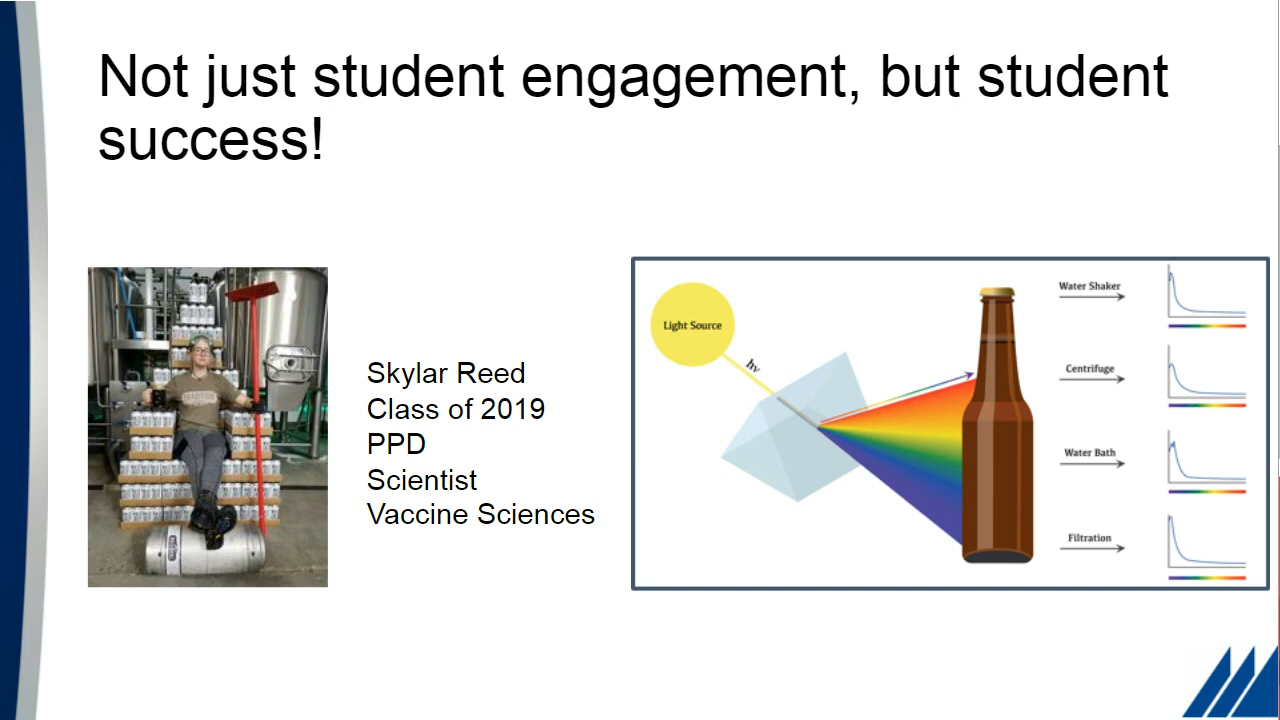 Not just student engagement, but student
success!
Skylar Reed
Class of 2019
PPD
Scientist
Vaccine Sciences
Light Source
hν
Water Shaker
Centrifuge
Water Bath
Filtration